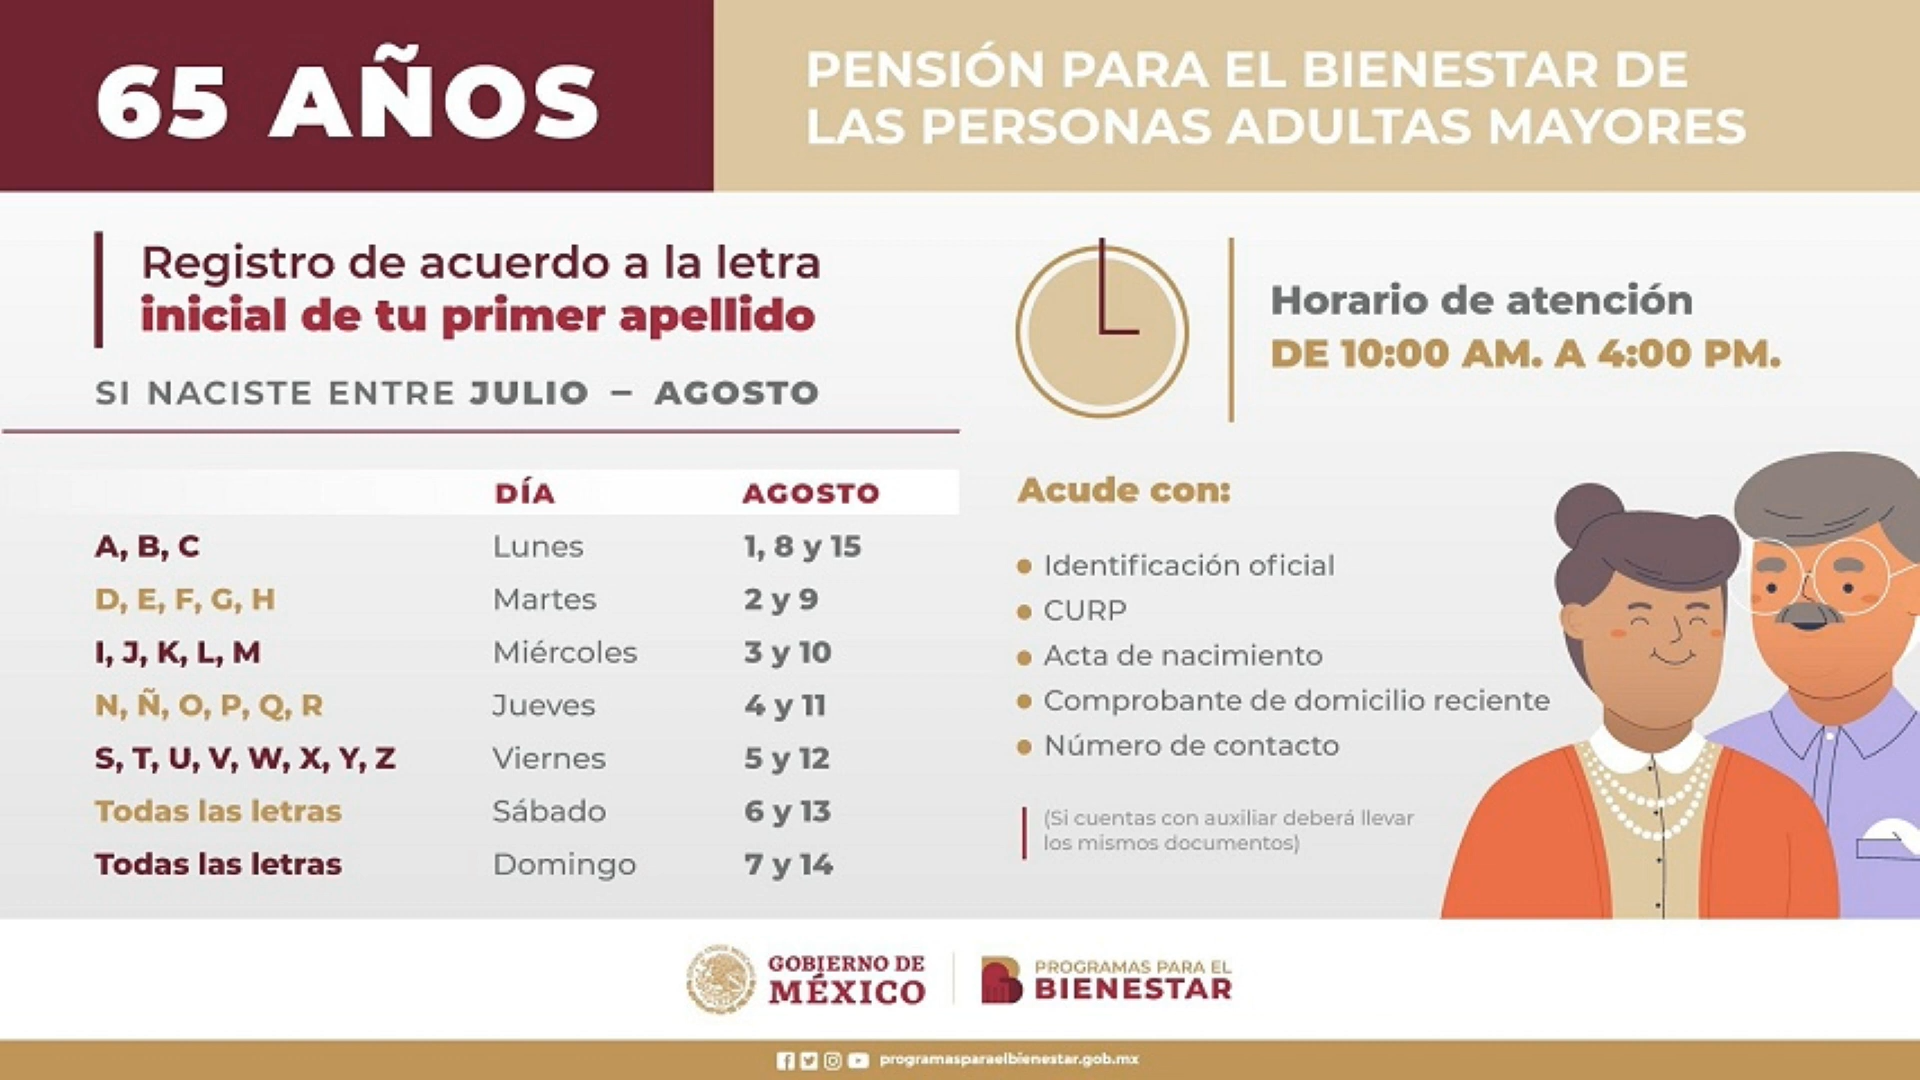 65 AÑOS
PENSIÓN PARA EL BIENESTAR DE
LAS PERSONAS ADULTAS MAYORES
Registro de acuerdo a la letra
inicial de tu primer apellido
SI NACISTE ENTRE JULIO – AGOSTO
DÍA AGOSTO
A, B, C Lunes 1, 8 y 15
D, E, F, G, H Martes 2 y 9
I, J, K, L, M Miércoles 3 y 10
N, Ñ, O, P, Q, R Jueves 4 y 11
S, T, U, V, W, X, Y, Z Viernes 5 y 12
Todas las letras Sábado 6 y 13
Todas las letras Domingo 7 y 14
Horario de atención
DE 10:00 AM. A 4:00 PM.
Acude con:
• Identificación oficial
• CURP
• Acta de nacimiento
• Comprobante de domicilio reciente
• Número de contacto
(Si cuentas con auxiliar deberá llevar
los mismos documentos)
GOBIERNO DE
MÉXICO
PROGRAMAS PARA EL
BIENESTAR
programasparaelbienestar.gob.mx